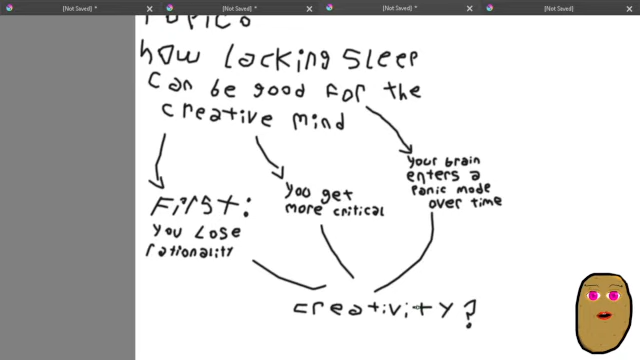 [Not Saved] * [Not Saved] * [Not Saved] * [Not Saved] *
Topics
how lacking sleep
can be good for the
creative mind
First:
you lose
rationality
you get
more critical
your brain
enters a
panic mode
over time
creativity?